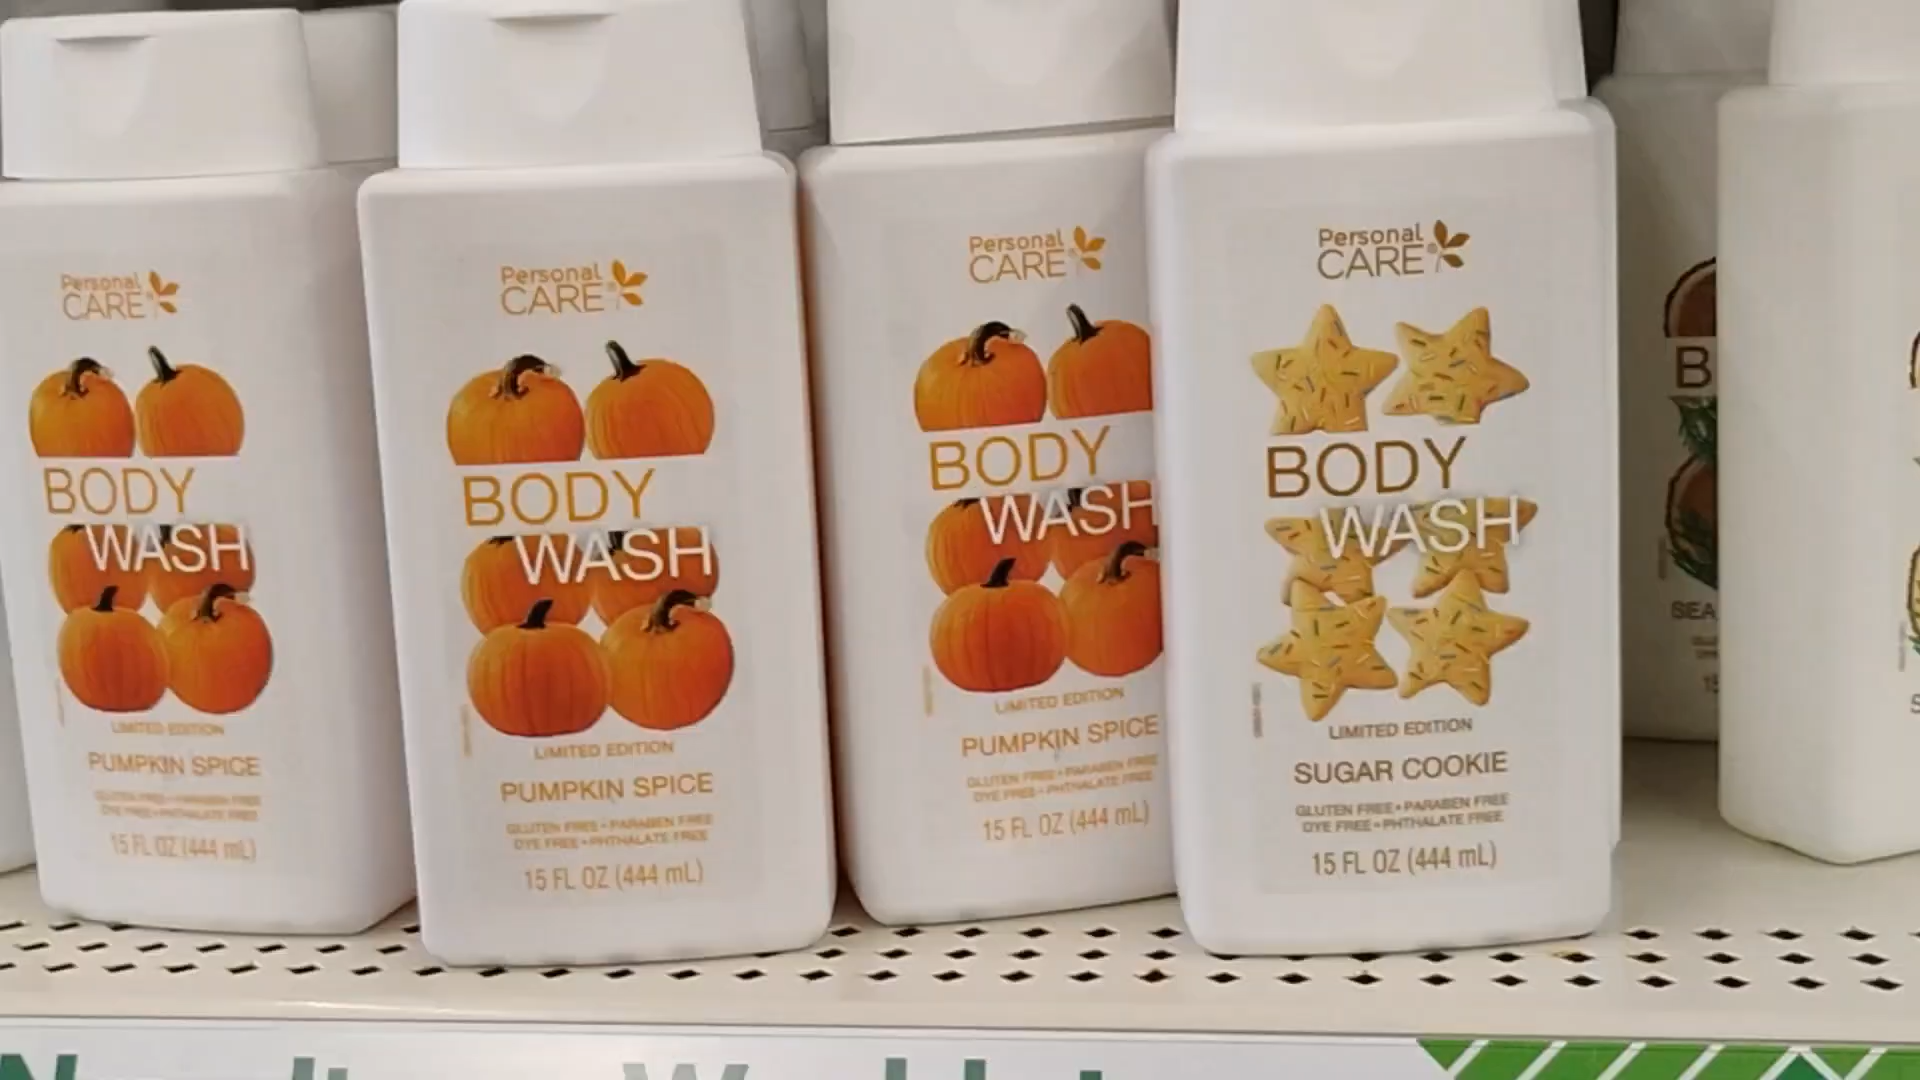 Personal
CARE®
BODY
WASH
LIMITED EDITION
PUMPKIN SPICE
GLUTEN FREE • PARABEN FREE
DYE FREE • PHTHALATE FREE
15 FL OZ (444 mL)
Personal
CARE®
BODY
WASH
LIMITED EDITION
PUMPKIN SPICE
GLUTEN FREE • PARABEN FREE
DYE FREE • PHTHALATE FREE
15 FL OZ (444 mL)
Personal
CARE®
BODY
WASH
LIMITED EDITION
PUMPKIN SPICE
GLUTEN FREE • PARABEN FREE
DYE FREE • PHTHALATE FREE
15 FL OZ (444 mL)
Personal
CARE®
BODY
WASH
LIMITED EDITION
SUGAR COOKIE
GLUTEN FREE • PARABEN FREE
DYE FREE • PHTHALATE FREE
15 FL OZ (444 mL)
B
SEA
15